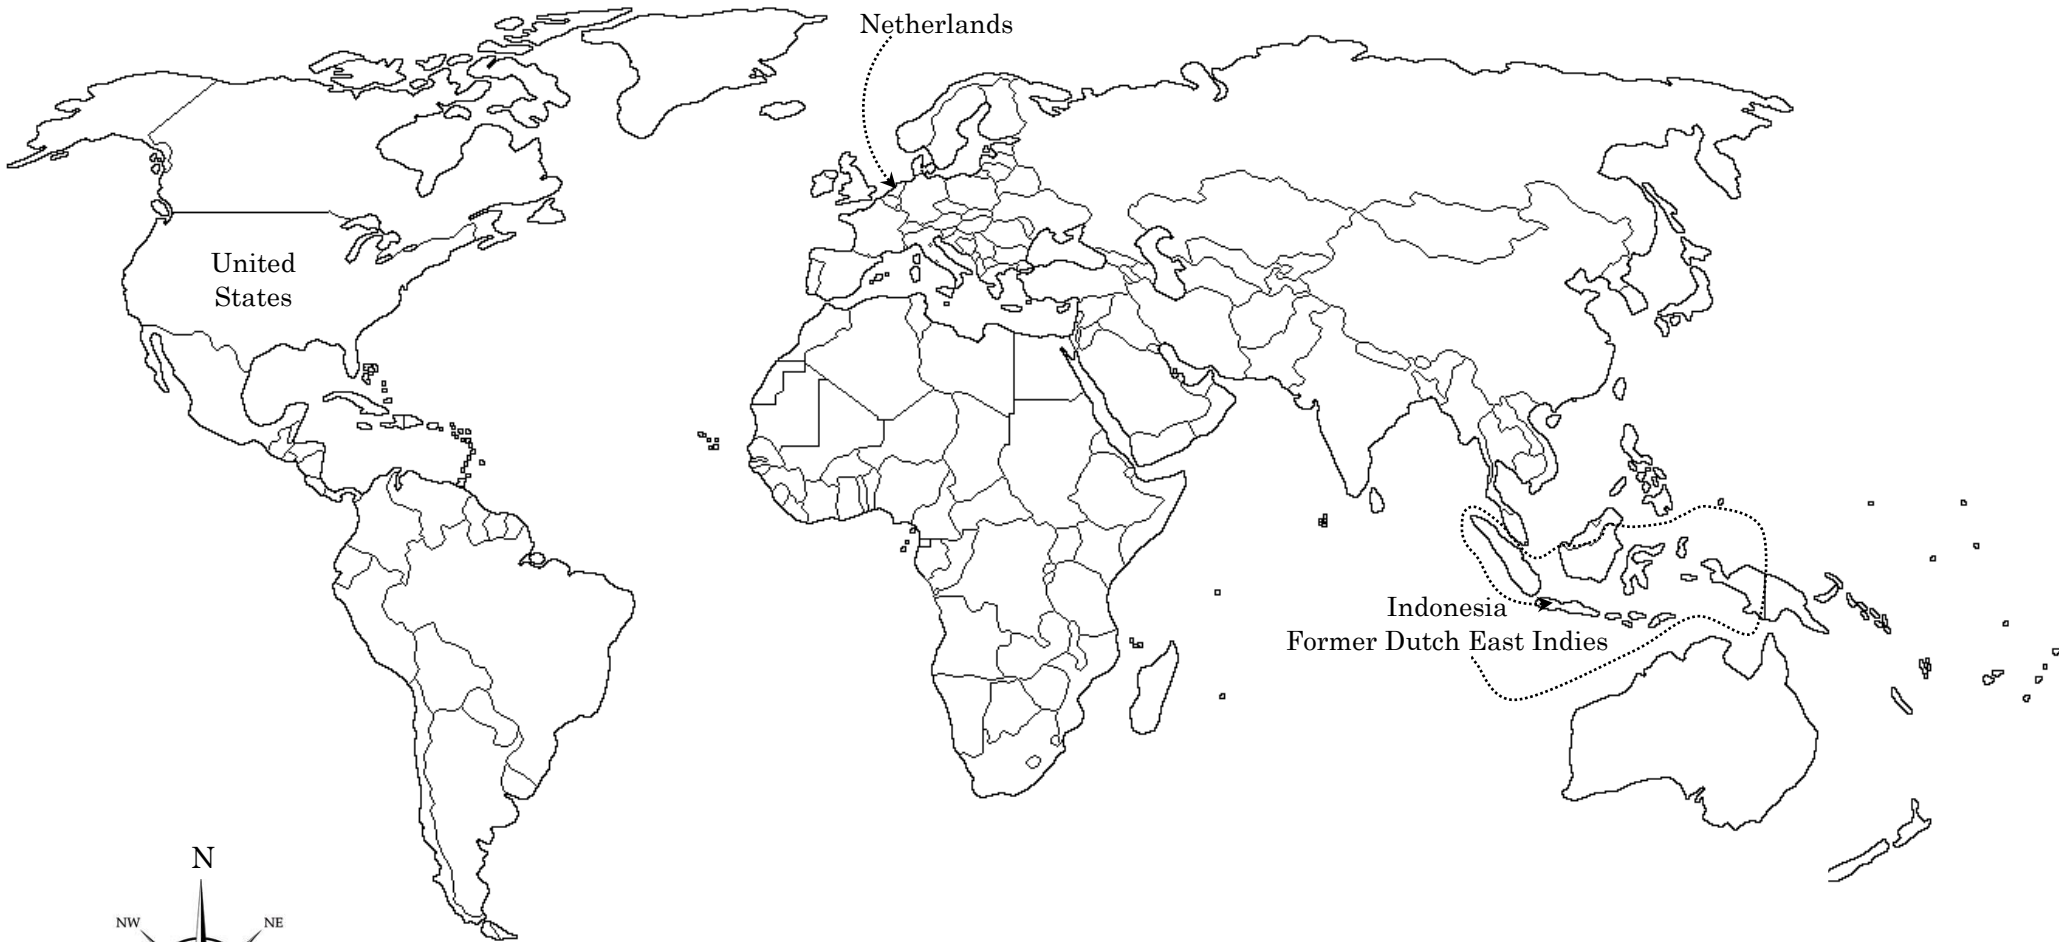 Netherlands
United
States
Indonesia
Former Dutch East Indies
N
NW
NE